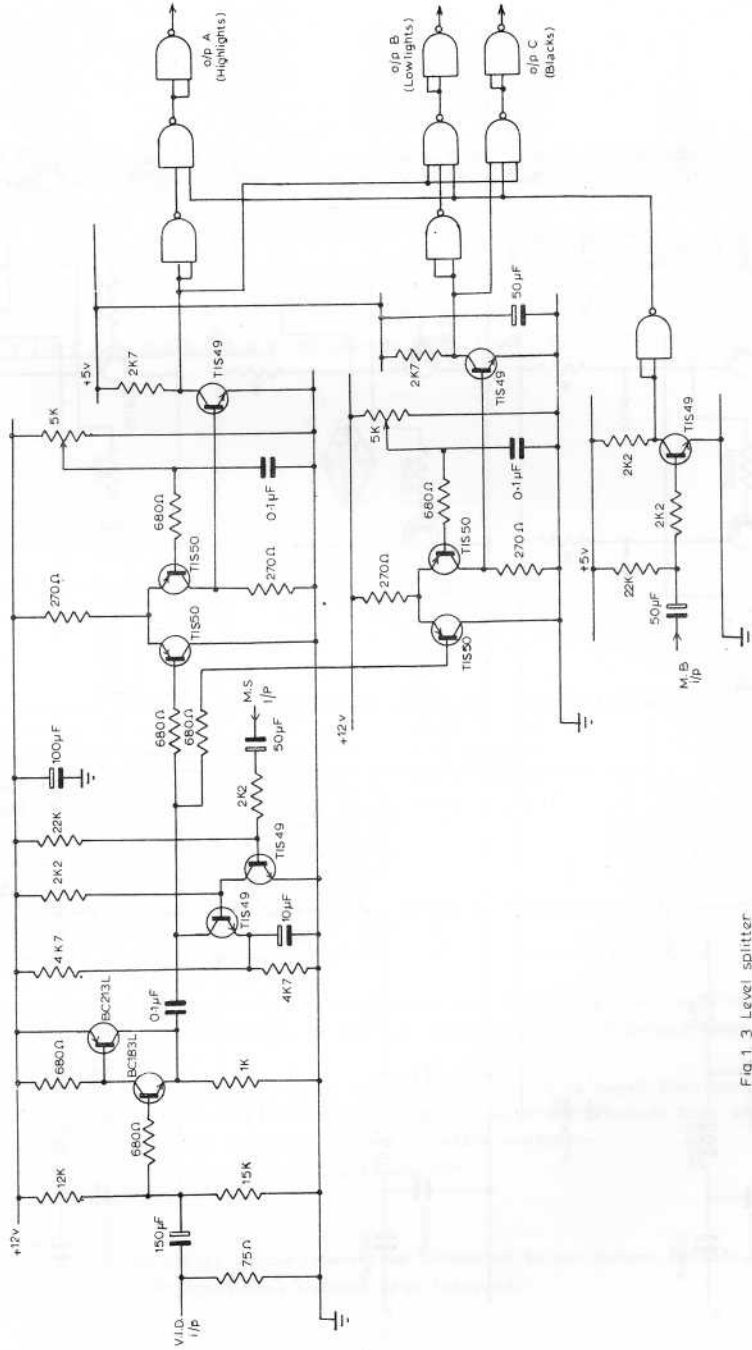 +12v
12K
680Ω
BC213L
4K7
2K2
22K
100µF
270Ω
5K
+5v
2K7
o/p A
(Highlights)
V.I.D.
i/p
150µF
680Ω
BC183L
0·1µF
TIS49
TIS49
2K2
50µF
M.S
i/P
680Ω
680Ω
TIS50
TIS50
680Ω
TIS49
75Ω
15K
1K
4K7
10µF
270Ω
0·1µF
+12v
270Ω
5K
2K7
50µF
o/p B
(Lowlights)
680Ω
TIS49
o/p C
(Blacks)
TIS50
TIS50
270Ω
0·1µF
+5v
22K
2K2
M.B
i/p
50µF
2K2
TIS49
Fig 1. 3 Level splitter